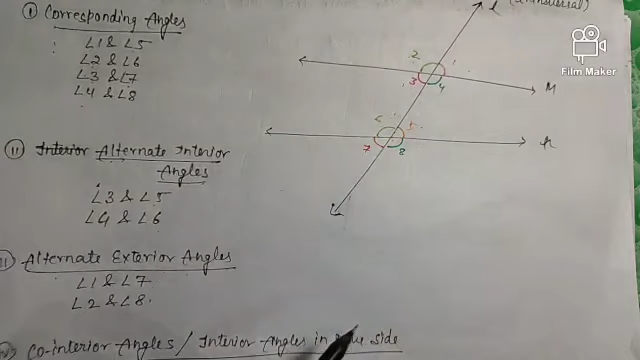 (i) Corresponding Angles
∠1 & ∠5
∠2 & ∠6
∠3 & ∠7
∠4 & ∠8
(ii) Interior Alternate Interior
Angles
∠3 & ∠5
∠4 & ∠6
Alternate Exterior Angles
∠1 & ∠7
∠2 & ∠8.
Co-interior Angles / Interior Angles in same side
l (transversal)
2 1
3 4
M
6 5
7 8
Film Maker